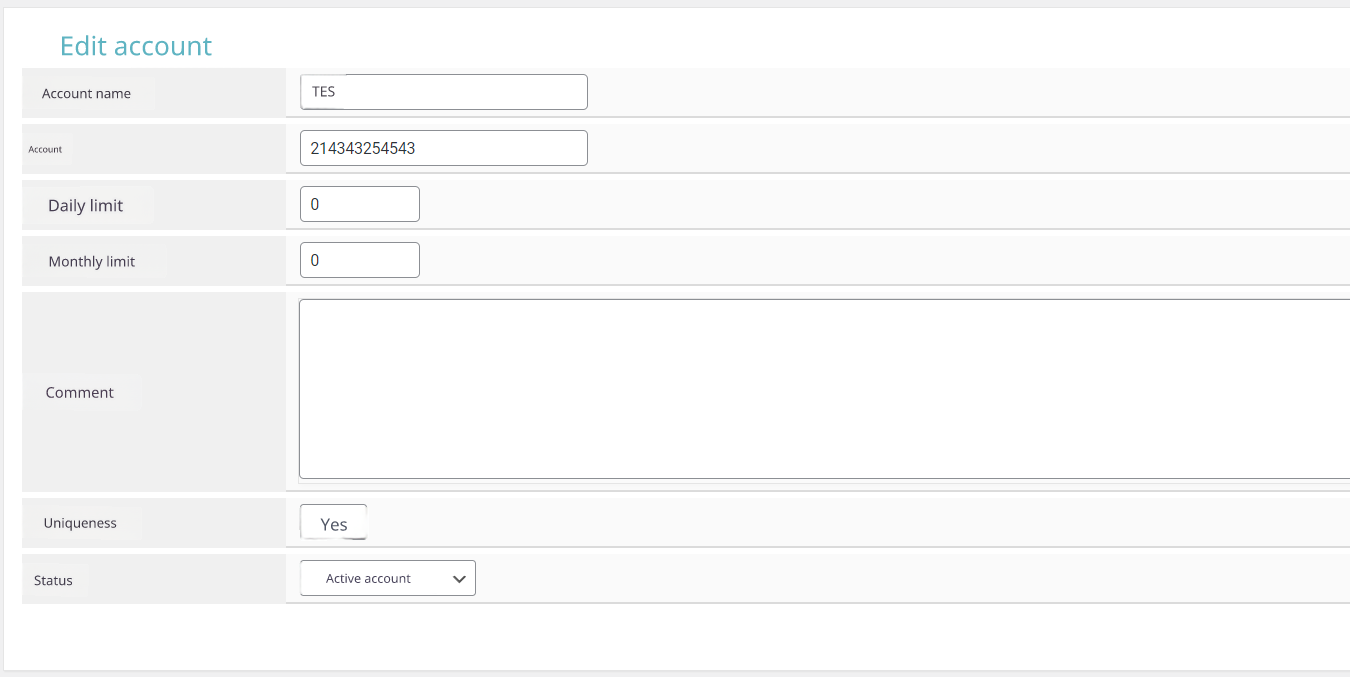 Edit account
Account name TES
Account 214343254543
Daily limit 0
Monthly limit 0
Comment
Uniqueness Yes
Status Active account